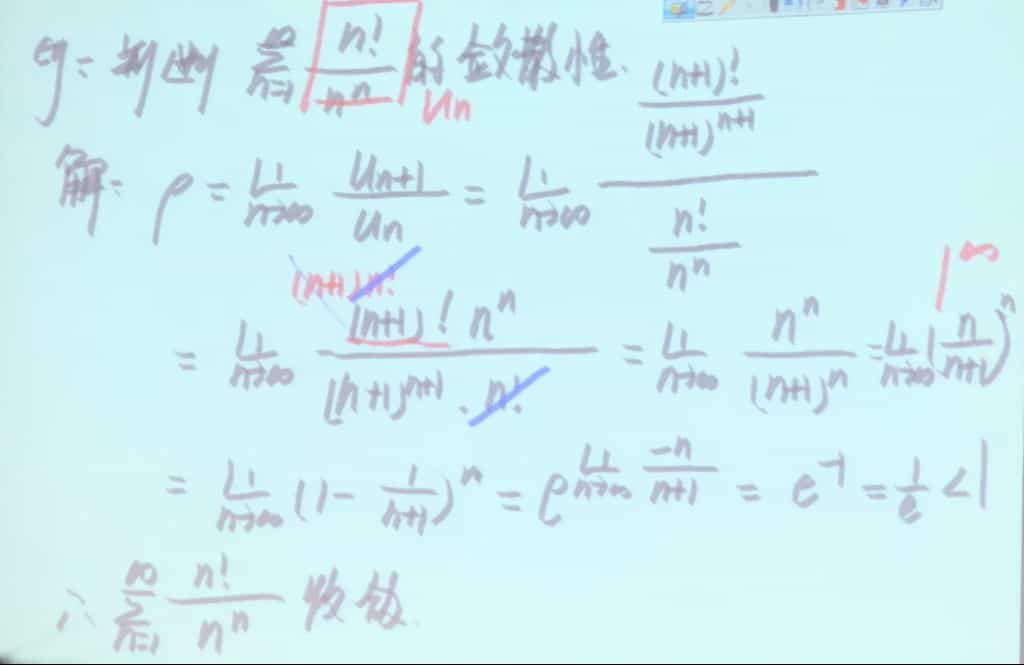 例: 判断 $\sum_{n=1}^{\infty} \frac{n!}{n^n}$ 的敛散性. $u_n$
解: $\rho = \lim_{n\to\infty} \frac{u_{n+1}}{u_n} = \lim_{n\to\infty} \frac{\frac{(n+1)!}{(n+1)^{n+1}}}{\frac{n!}{n^n}}$
(n+1)n! $1^\infty$
$= \lim_{n\to\infty} \frac{(n+1)! \, n^n}{(n+1)^{n+1} \cdot n!} = \lim_{n\to\infty} \frac{n^n}{(n+1)^n} = \lim_{n\to\infty} \left(\frac{n}{n+1}\right)^n$
$= \lim_{n\to\infty} \left(1 - \frac{1}{n+1}\right)^n = e^{\lim_{n\to\infty} \frac{-n}{n+1}} = e^{-1} = \frac{1}{e} < 1$
∴ $\sum_{n=1}^{\infty} \frac{n!}{n^n}$ 收敛.